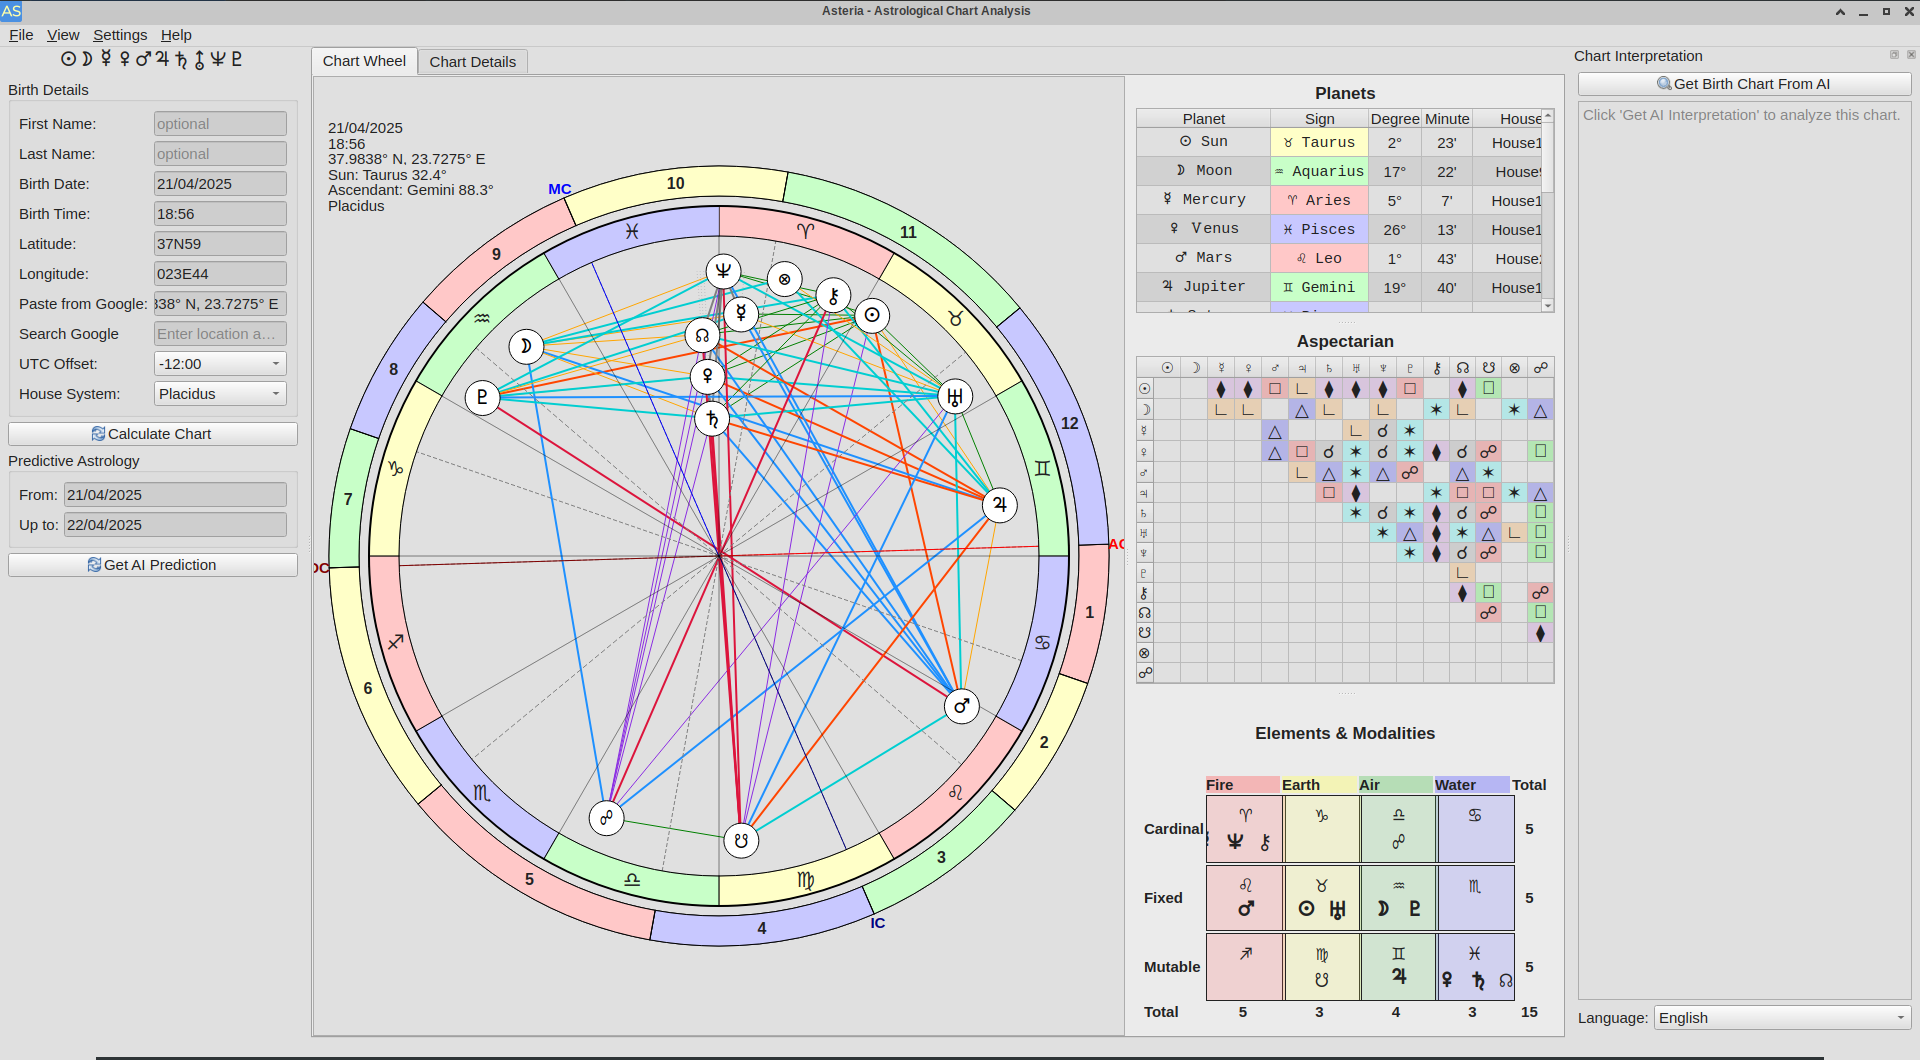 AS
Asteria - Astrological Chart Analysis
File View Settings Help
☉☽☿♀♂♃♄⛢♆♇
Birth Details
First Name: optional
Last Name: optional
Birth Date: 21/04/2025
Birth Time: 18:56
Latitude: 37N59
Longitude: 023E44
Paste from Google: 338° N, 23.7275° E
Search Google Enter location a…
UTC Offset: -12:00
House System: Placidus
Calculate Chart
Predictive Astrology
From: 21/04/2025
Up to: 22/04/2025
Get AI Prediction
Chart Wheel Chart Details
21/04/2025
18:56
37.9838° N, 23.7275° E
Sun: Taurus 32.4°
Ascendant: Gemini 88.3°
Placidus
MC
10
11
9
8
12
7
1
6
2
5
3
4
IC
DC
AC
Planets
Planet Sign Degree Minute House
☉ Sun ♉ Taurus 2° 23' House1
☽ Moon ♒ Aquarius 17° 22' House
☿ Mercury ♈ Aries 5° 7' House1
♀ Venus ♓ Pisces 26° 13' House1
♂ Mars ♌ Leo 1° 43' House
♃ Jupiter ♊ Gemini 19° 40' House1
Aspectarian
Elements & Modalities
Fire Earth Air Water Total
Cardinal 5
Fixed 5
Mutable 5
Total 5 3 4 3 15
Chart Interpretation
Get Birth Chart From AI
Click 'Get AI Interpretation' to analyze this chart.
Language: English